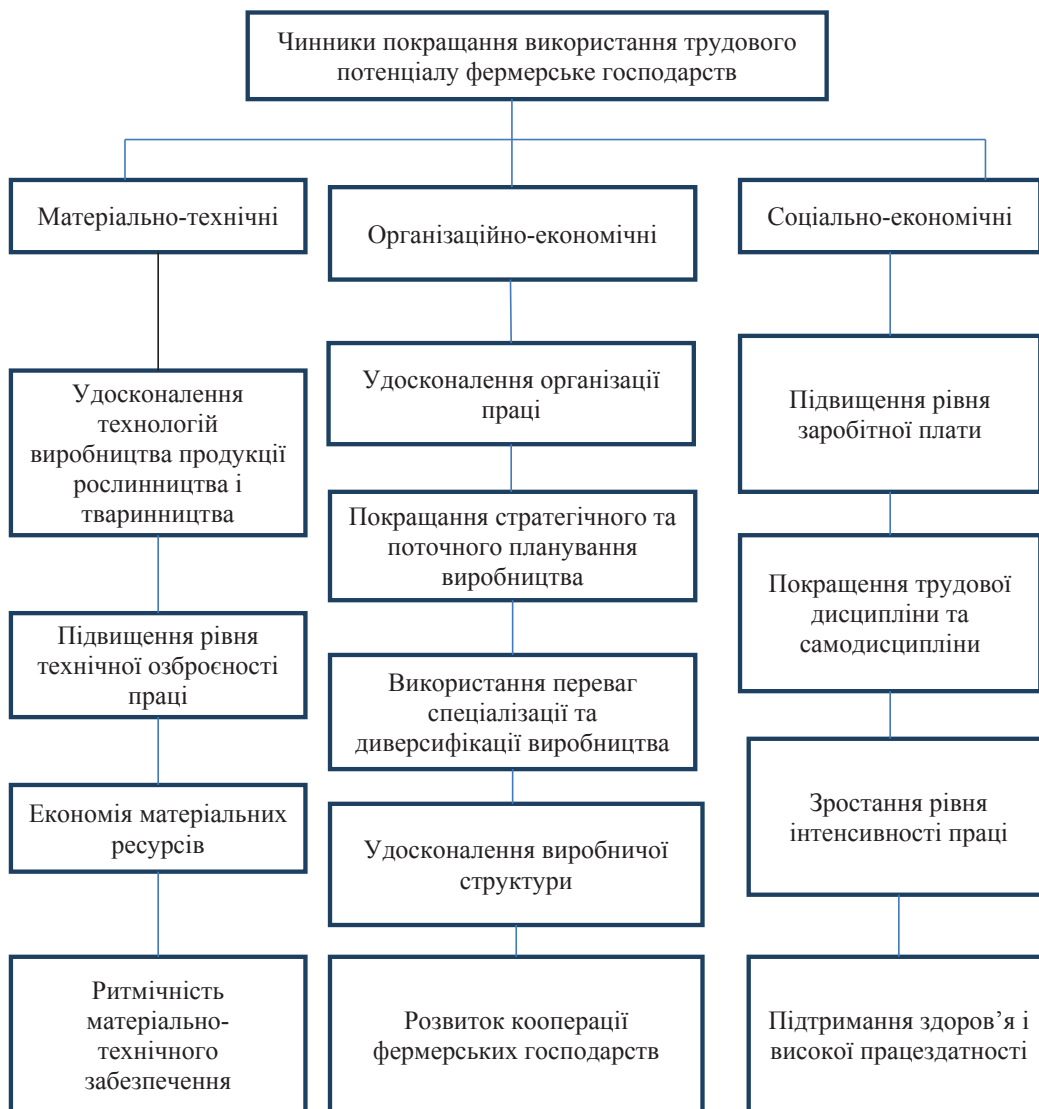 Чинники покращання використання трудового
потенціалу фермерське господарств
Матеріально-технічні
Організаційно-економічні
Соціально-економічні
Удосконалення
технологій
виробництва продукції
рослинництва і
тваринництва
Підвищення рівня
технічної озброєності
праці
Економія матеріальних
ресурсів
Ритмічність
матеріально-
технічного
забезпечення
Удосконалення організації
праці
Покращання стратегічного та
поточного планування
виробництва
Використання переваг
спеціалізації та
диверсифікації виробництва
Удосконалення виробничої
структури
Розвиток кооперації
фермерських господарств
Підвищення рівня
заробітної плати
Покращення трудової
дисципліни та
самодисципліни
Зростання рівня
інтенсивності праці
Підтримання здоров’я і
високої працездатності